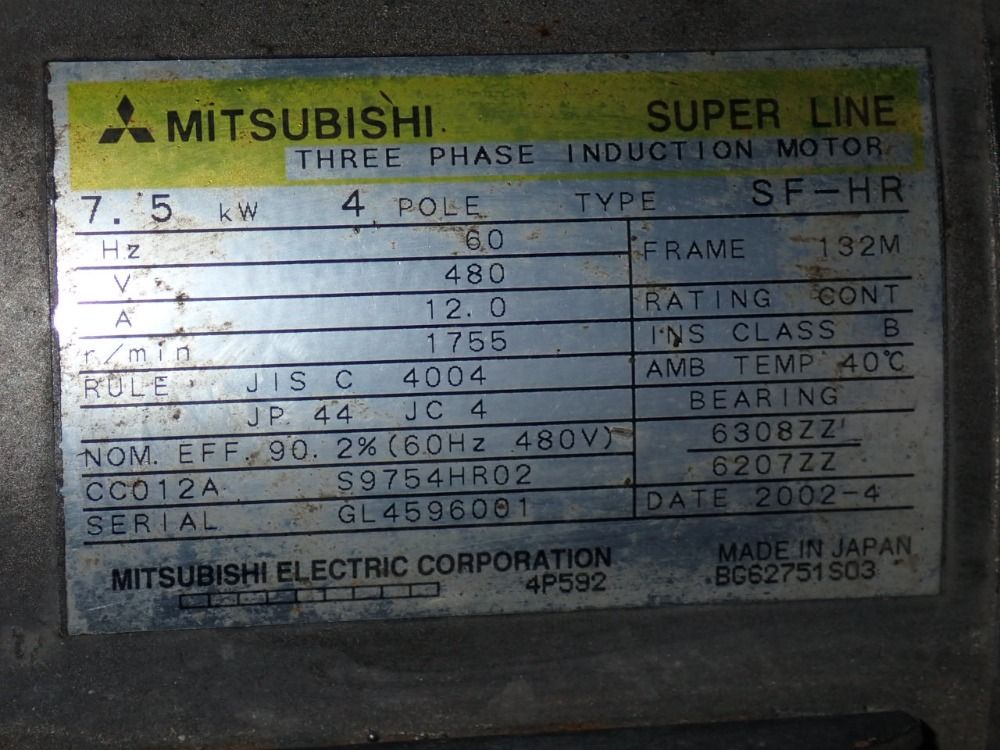 MITSUBISHI SUPER LINE
THREE PHASE INDUCTION MOTOR
7.5 kW 4 POLE TYPE SF-HR
Hz 60
V 480
A 12.0
r/min 1755
RULE JIS C 4004
JP 44 JC 4
NOM. EFF. 90.2% (60Hz 480V)
CC012A S9754HR02
SERIAL GL4596001
FRAME 132M
RATING CONT
INS CLASS B
AMB TEMP 40℃
BEARING
6308ZZ
6207ZZ
DATE 2002-4
MITSUBISHI ELECTRIC CORPORATION
4P592
MADE IN JAPAN
BG62751S03